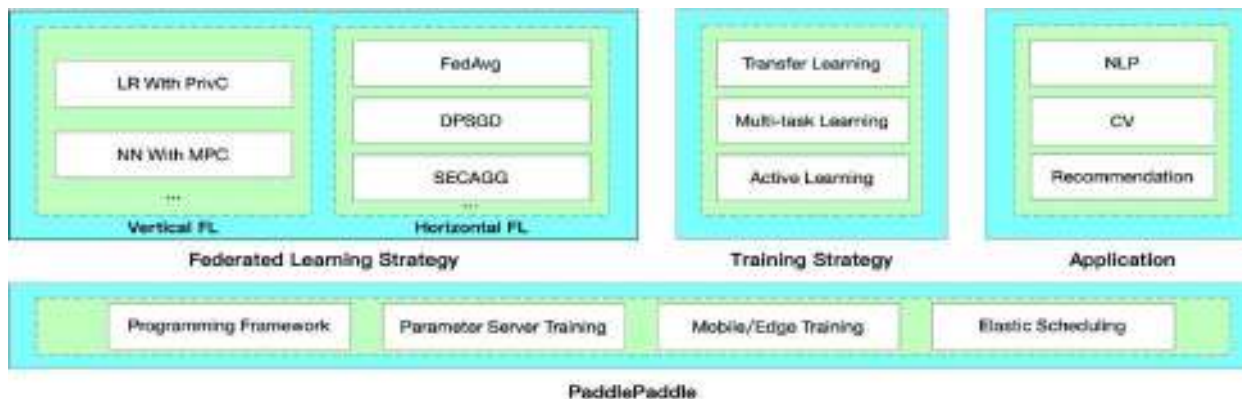 LR With PrivC
NN With MPC
...
Vertical FL
FedAvg
DPSGD
SECAGG
...
Horizontal FL
Federated Learning Strategy
Transfer Learning
Multi-task Learning
Active Learning
Training Strategy
NLP
CV
Recommendation
Application
Programming Framework
Parameter Server Training
Mobile/Edge Training
Elastic Scheduling
PaddlePaddle